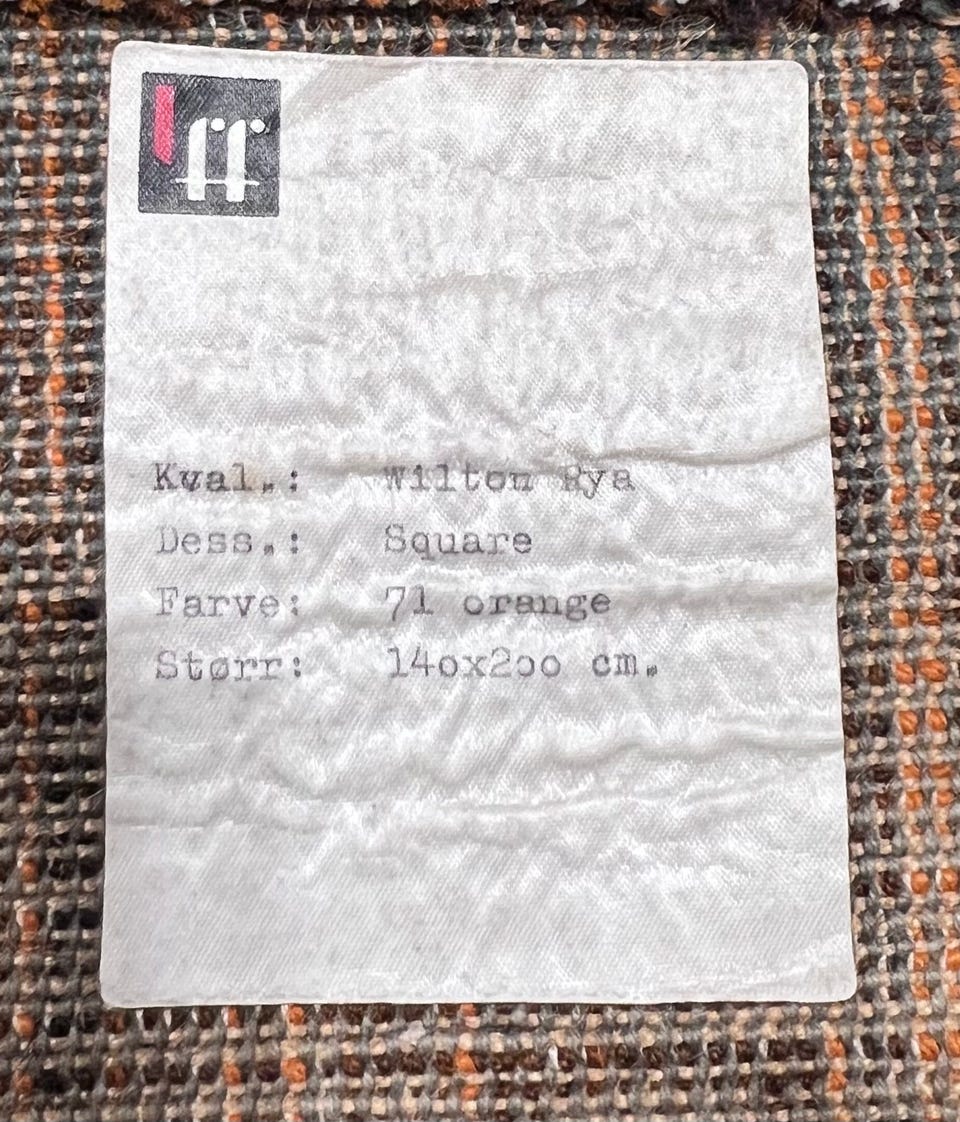 Kval.: Wilton Rya
Dess.: Square
Farve: 71 orange
Størr: 14ox2oo cm.